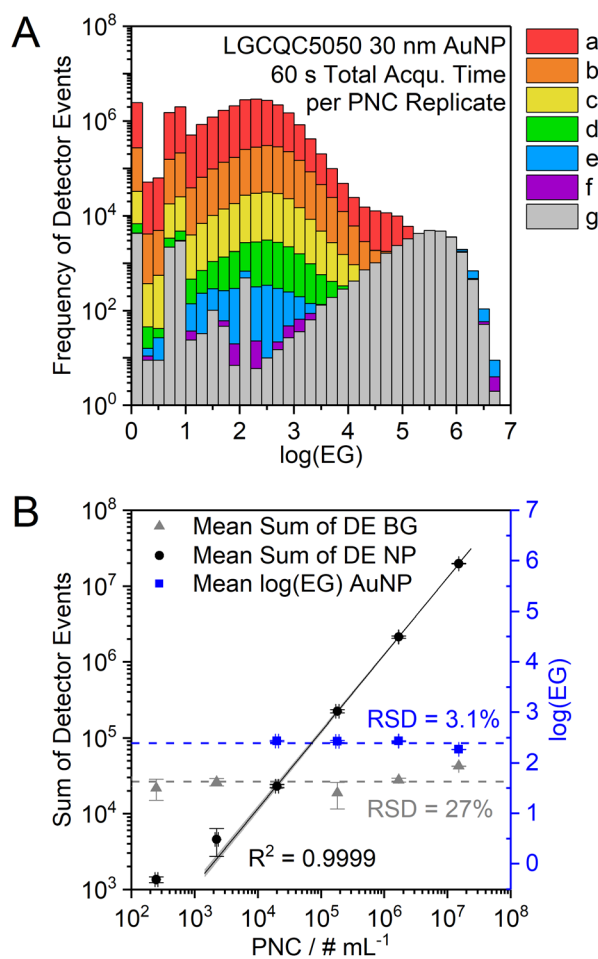 A
LGCQC5050 30 nm AuNP
60 s Total Acqu. Time
per PNC Replicate
a
b
c
d
e
f
g
Frequency of Detector Events
10⁸
10⁶
10⁴
10²
10⁰
0 1 2 3 4 5 6 7
log(EG)
B
Mean Sum of DE BG
Mean Sum of DE NP
Mean log(EG) AuNP
RSD = 3.1%
RSD = 27%
R² = 0.9999
Sum of Detector Events
10⁸
10⁷
10⁶
10⁵
10⁴
10³
7
6
5
4
3
2
1
0
log(EG)
10² 10³ 10⁴ 10⁵ 10⁶ 10⁷ 10⁸
PNC / # mL⁻¹